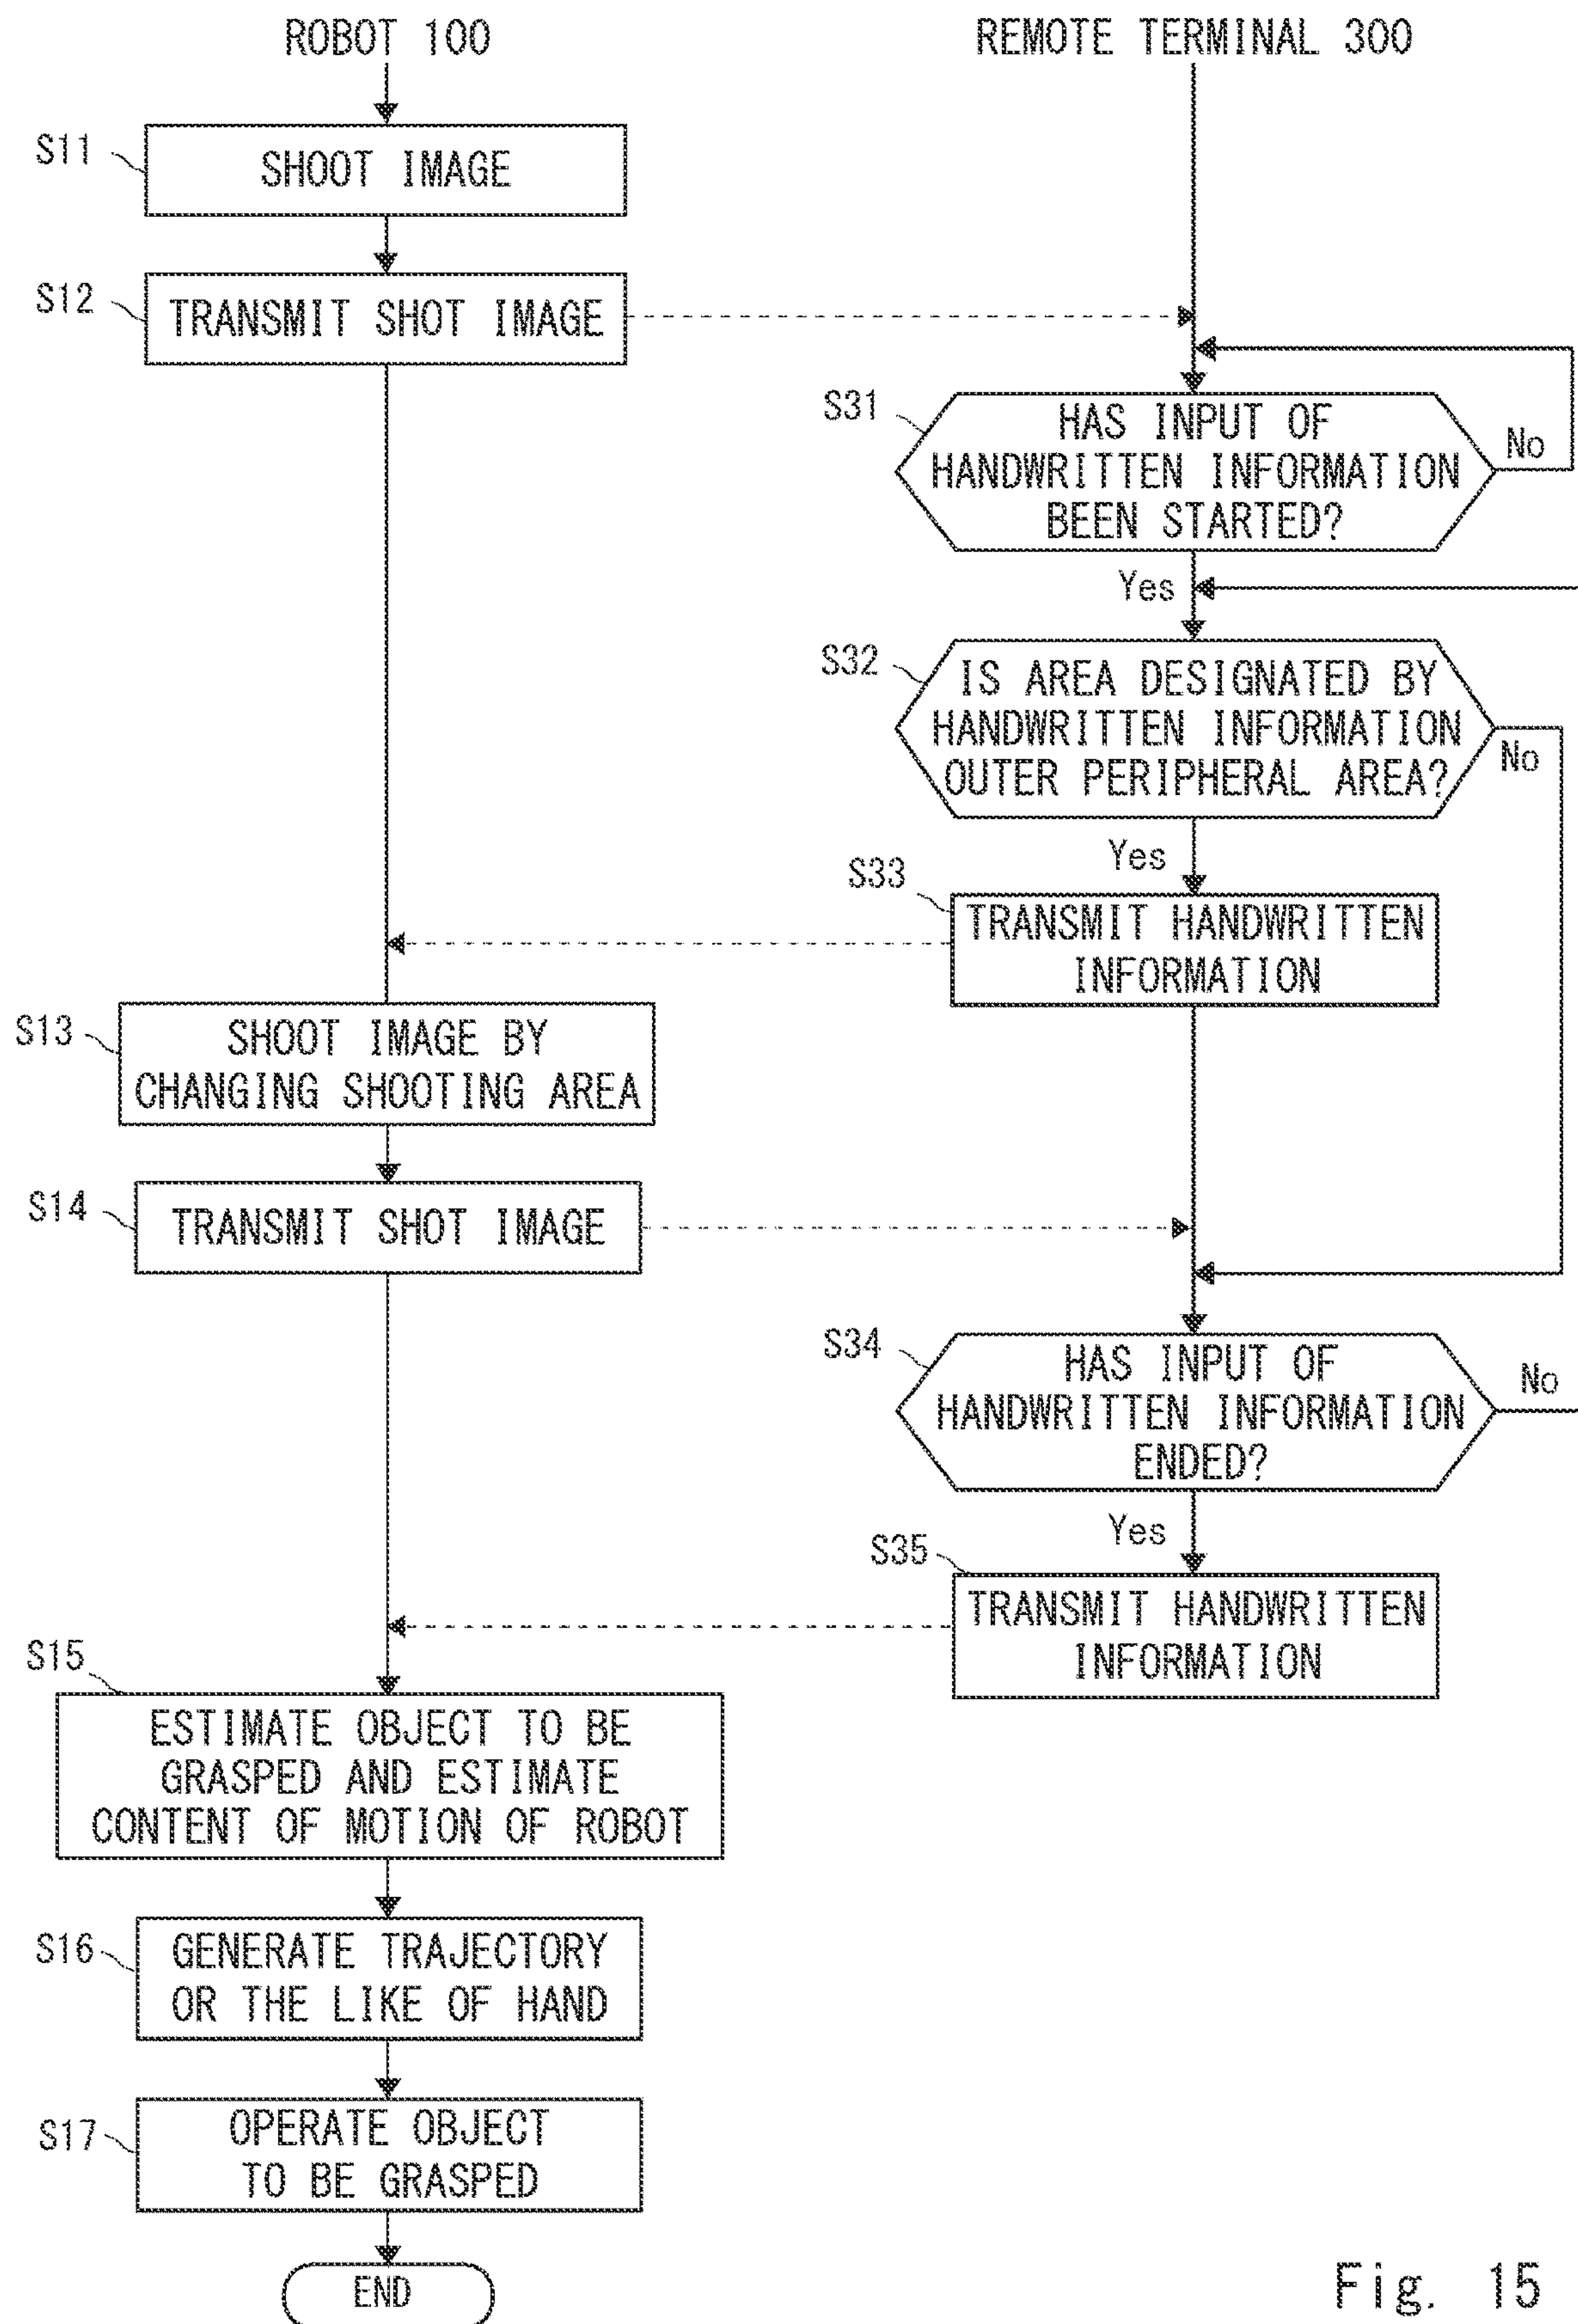 ROBOT 100
REMOTE TERMINAL 300
S11
SHOOT IMAGE
S12
TRANSMIT SHOT IMAGE
S31
HAS INPUT OF
HANDWRITTEN INFORMATION
BEEN STARTED?
No
Yes
S32
IS AREA DESIGNATED BY
HANDWRITTEN INFORMATION
OUTER PERIPHERAL AREA?
No
Yes
S33
TRANSMIT HANDWRITTEN
INFORMATION
S13
SHOOT IMAGE BY
CHANGING SHOOTING AREA
S14
TRANSMIT SHOT IMAGE
S34
HAS INPUT OF
HANDWRITTEN INFORMATION
ENDED?
No
Yes
S35
TRANSMIT HANDWRITTEN
INFORMATION
S15
ESTIMATE OBJECT TO BE
GRASPED AND ESTIMATE
CONTENT OF MOTION OF ROBOT
S16
GENERATE TRAJECTORY
OR THE LIKE OF HAND
S17
OPERATE OBJECT
TO BE GRASPED
END
Fig. 15